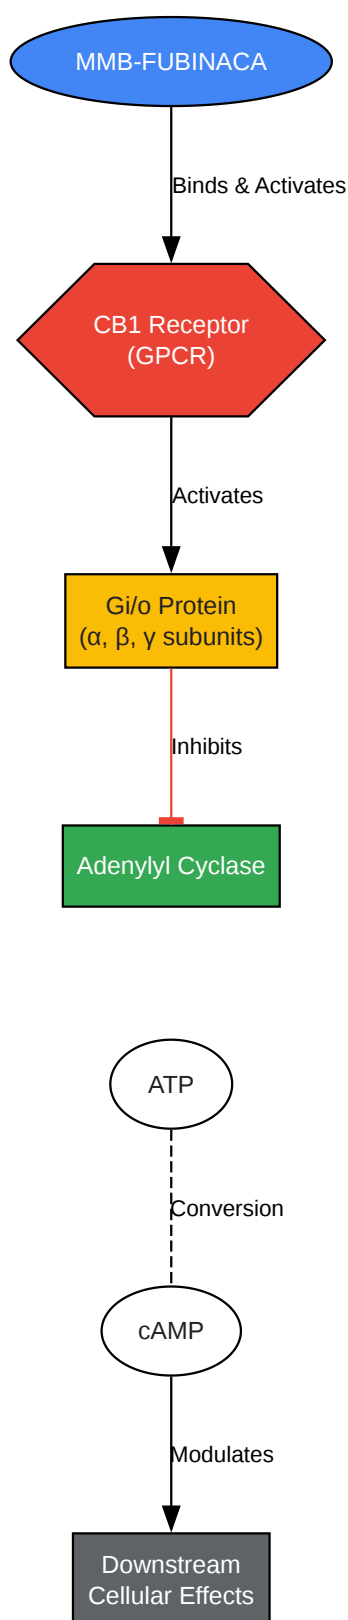 MMB-FUBINACA
Binds & Activates
CB1 Receptor
(GPCR)
Activates
Gi/o Protein
(α, β, γ subunits)
Inhibits
Adenylyl Cyclase
ATP
Conversion
cAMP
Modulates
Downstream
Cellular Effects